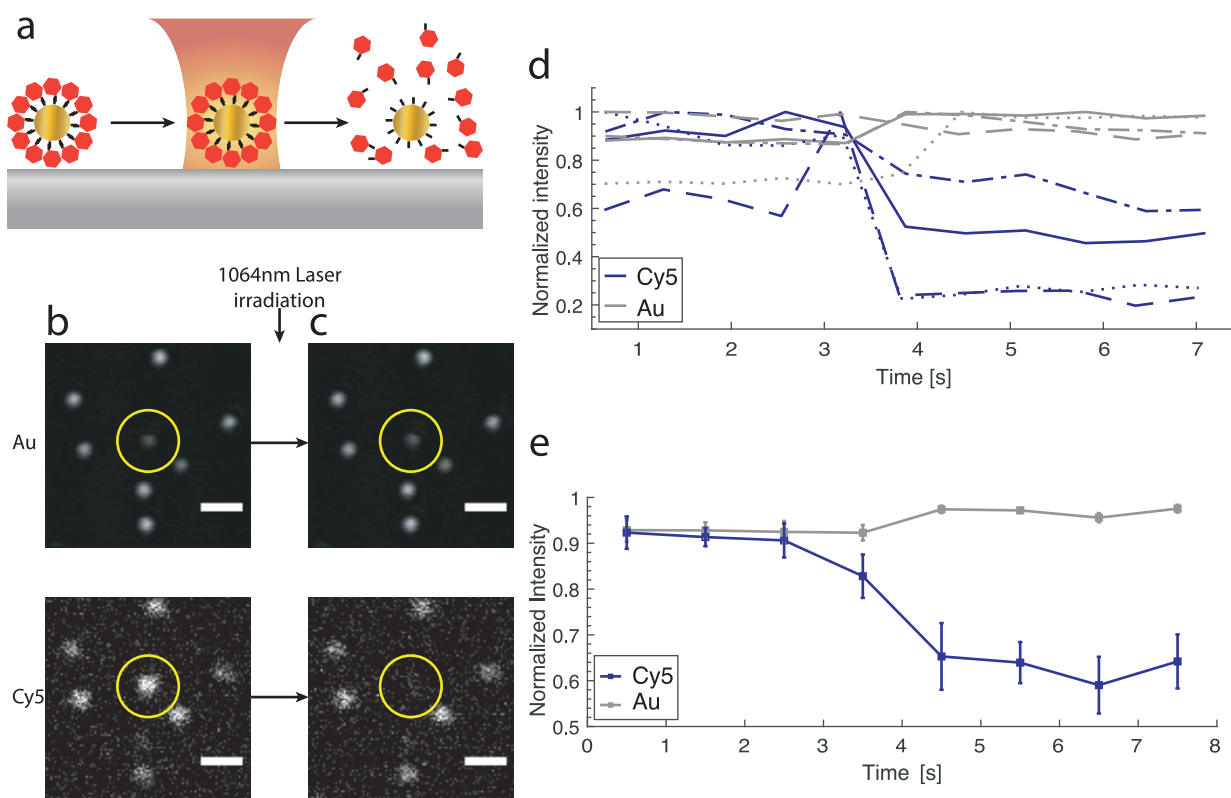 a
1064nm Laser
irradiation
b
c
Au
Cy5
d
1
0.8
0.6
0.4
0.2
Normalized intensity
Cy5
Au
1 2 3 4 5 6 7
Time [s]
e
1
0.9
0.8
0.7
0.6
0.5
Normalized Intensity
Cy5
Au
0 1 2 3 4 5 6 7 8
Time [s]